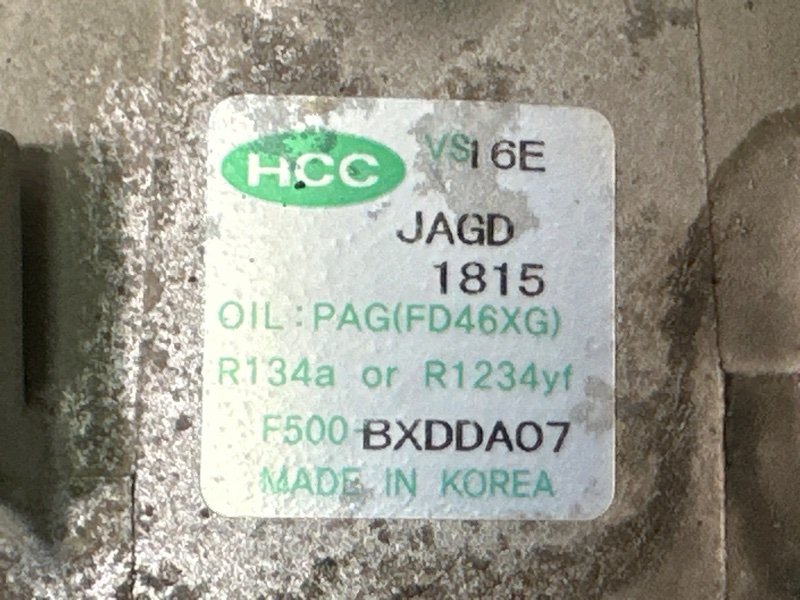 HCC VS16E
JAGD
1815
OIL : PAG(FD46XG)
R134a or R1234yf
F500-BXDDA07
MADE IN KOREA